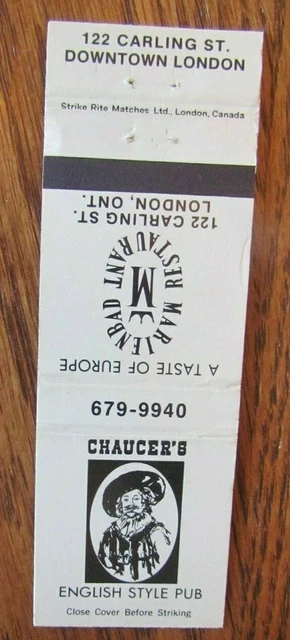 122 CARLING ST.
DOWNTOWN LONDON
Strike Rite Matches Ltd., London, Canada
122 CARLING ST.
LONDON, ONT.
MARIENBAD RESTAURANT
M
A TASTE OF EUROPE
679-9940
CHAUCER'S
ENGLISH STYLE PUB
Close Cover Before Striking